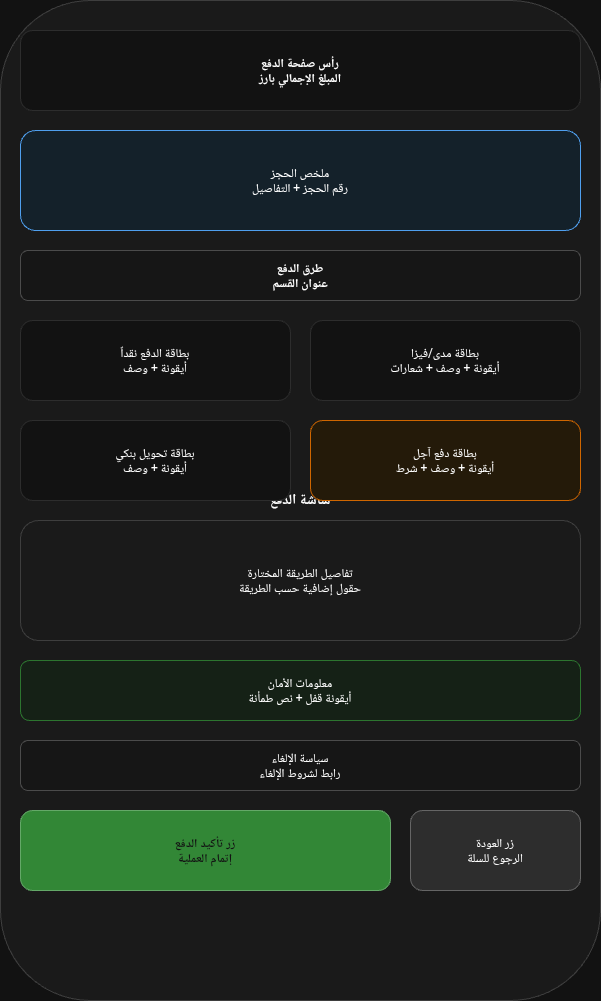 رأس صفحة الدفع
المبلغ الإجمالي بارز
ملخص الحجز
رقم الحجز + التفاصيل
طرق الدفع
عنوان القسم
بطاقة مدى/فيزا
أيقونة + وصف + شعارات
بطاقة الدفع نقداً
أيقونة + وصف
بطاقة دفع آجل
أيقونة + وصف + شرط
بطاقة تحويل بنكي
أيقونة + وصف
شاشة الدفع
تفاصيل الطريقة المختارة
حقول إضافية حسب الطريقة
معلومات الأمان
أيقونة قفل + نص طمأنة
سياسة الإلغاء
رابط لشروط الإلغاء
زر العودة
الرجوع للسلة
زر تأكيد الدفع
إتمام العملية